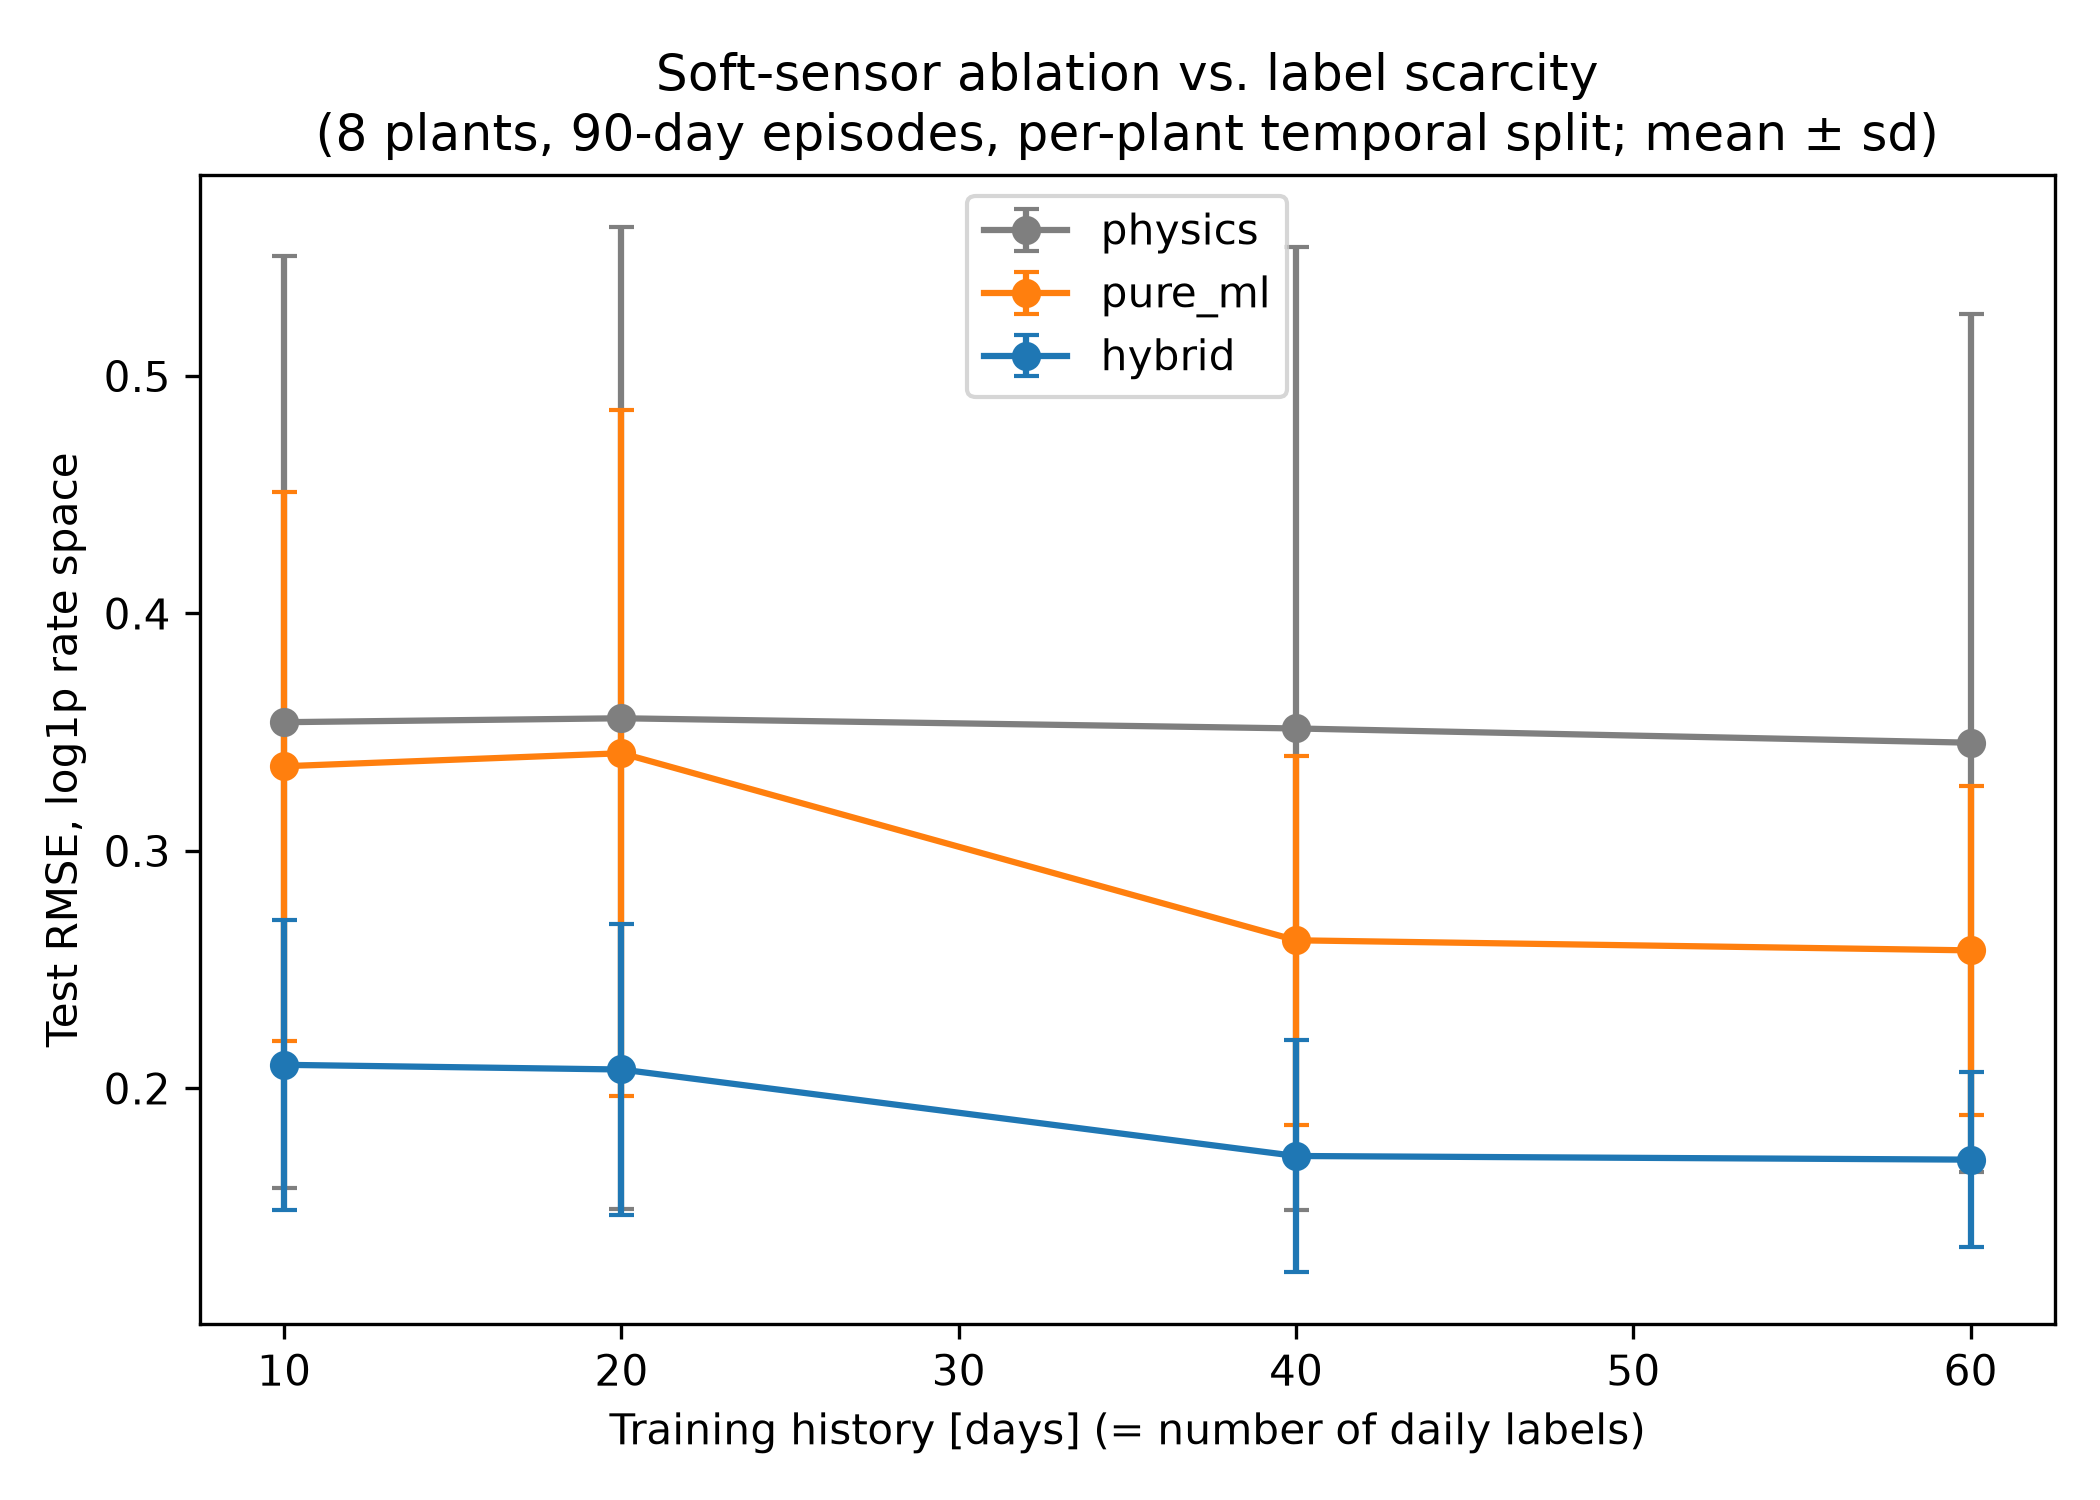 Soft-sensor ablation vs. label scarcity
(8 plants, 90-day episodes, per-plant temporal split; mean ± sd)
physics
pure_ml
hybrid
Test RMSE, log1p rate space
0.5
0.4
0.3
0.2
10 20 30 40 50 60
Training history [days] (= number of daily labels)